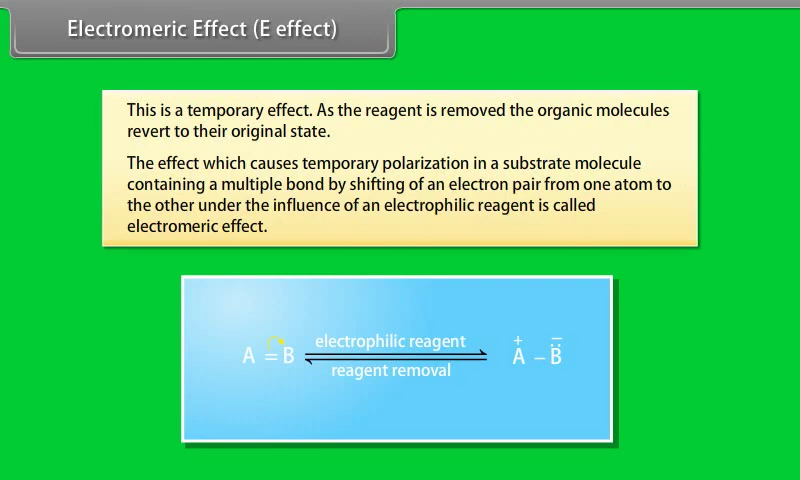 Electromeric Effect (E effect)
This is a temporary effect. As the reagent is removed the organic molecules
revert to their original state.
The effect which causes temporary polarization in a substrate molecule
containing a multiple bond by shifting of an electron pair from one atom to
the other under the influence of an electrophilic reagent is called
electromeric effect.
electrophilic reagent
A = B ⇌ A⁺ – B̈⁻
reagent removal